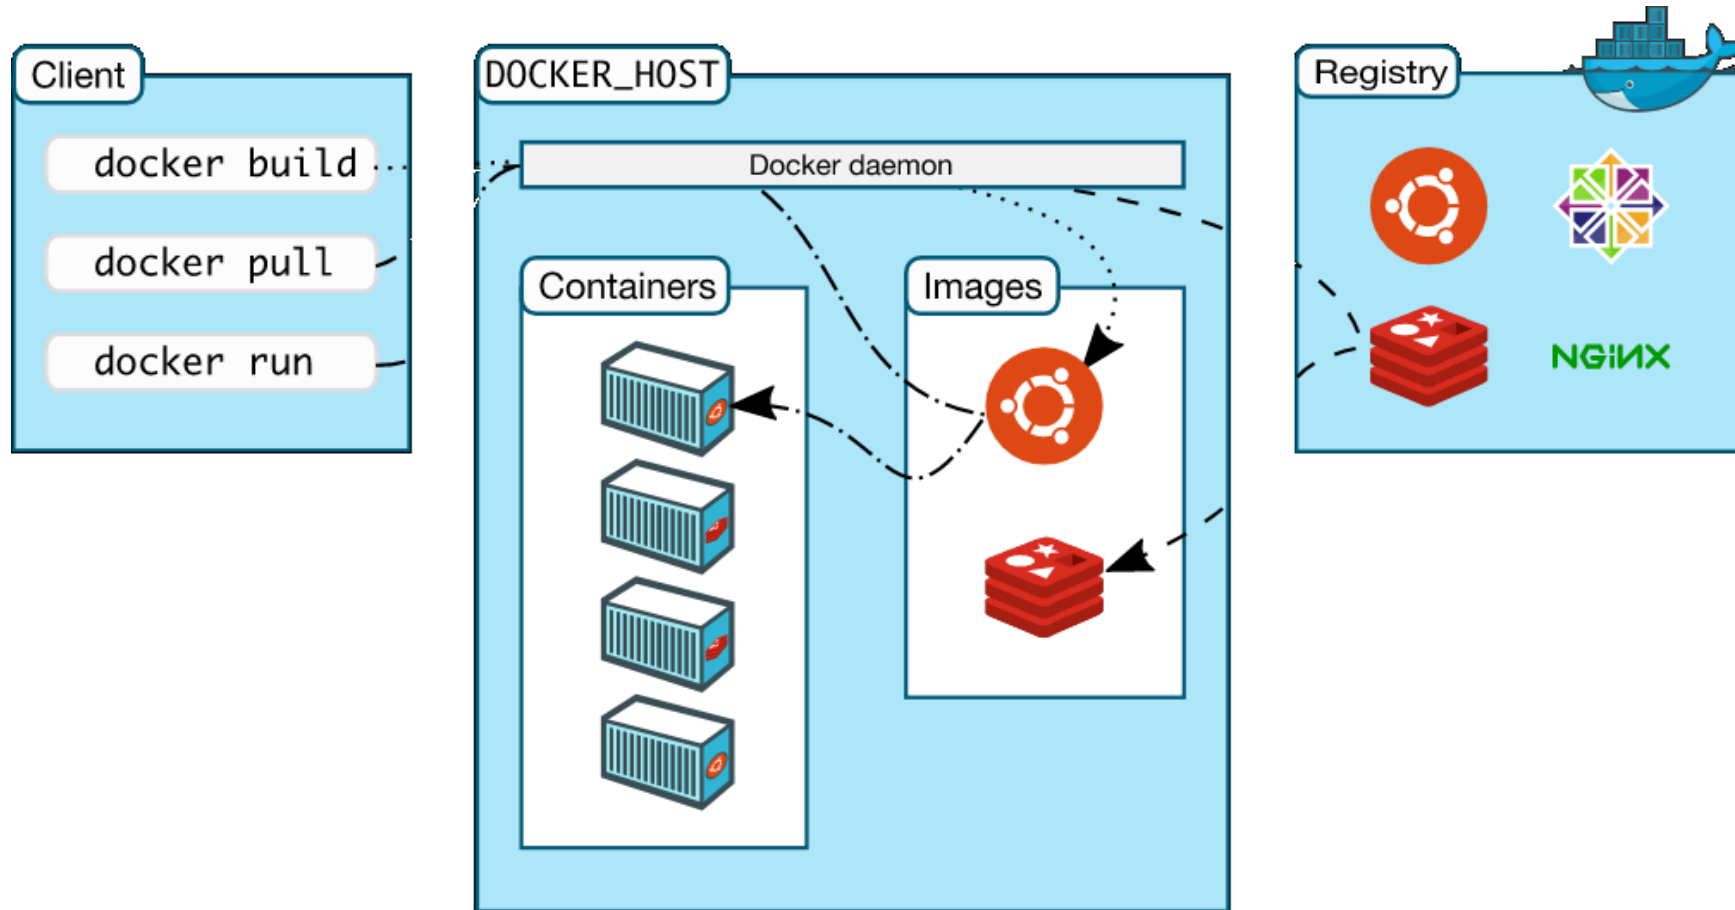 Client
docker build
docker pull
docker run
DOCKER_HOST
Docker daemon
Containers
Images
Registry
NGINX